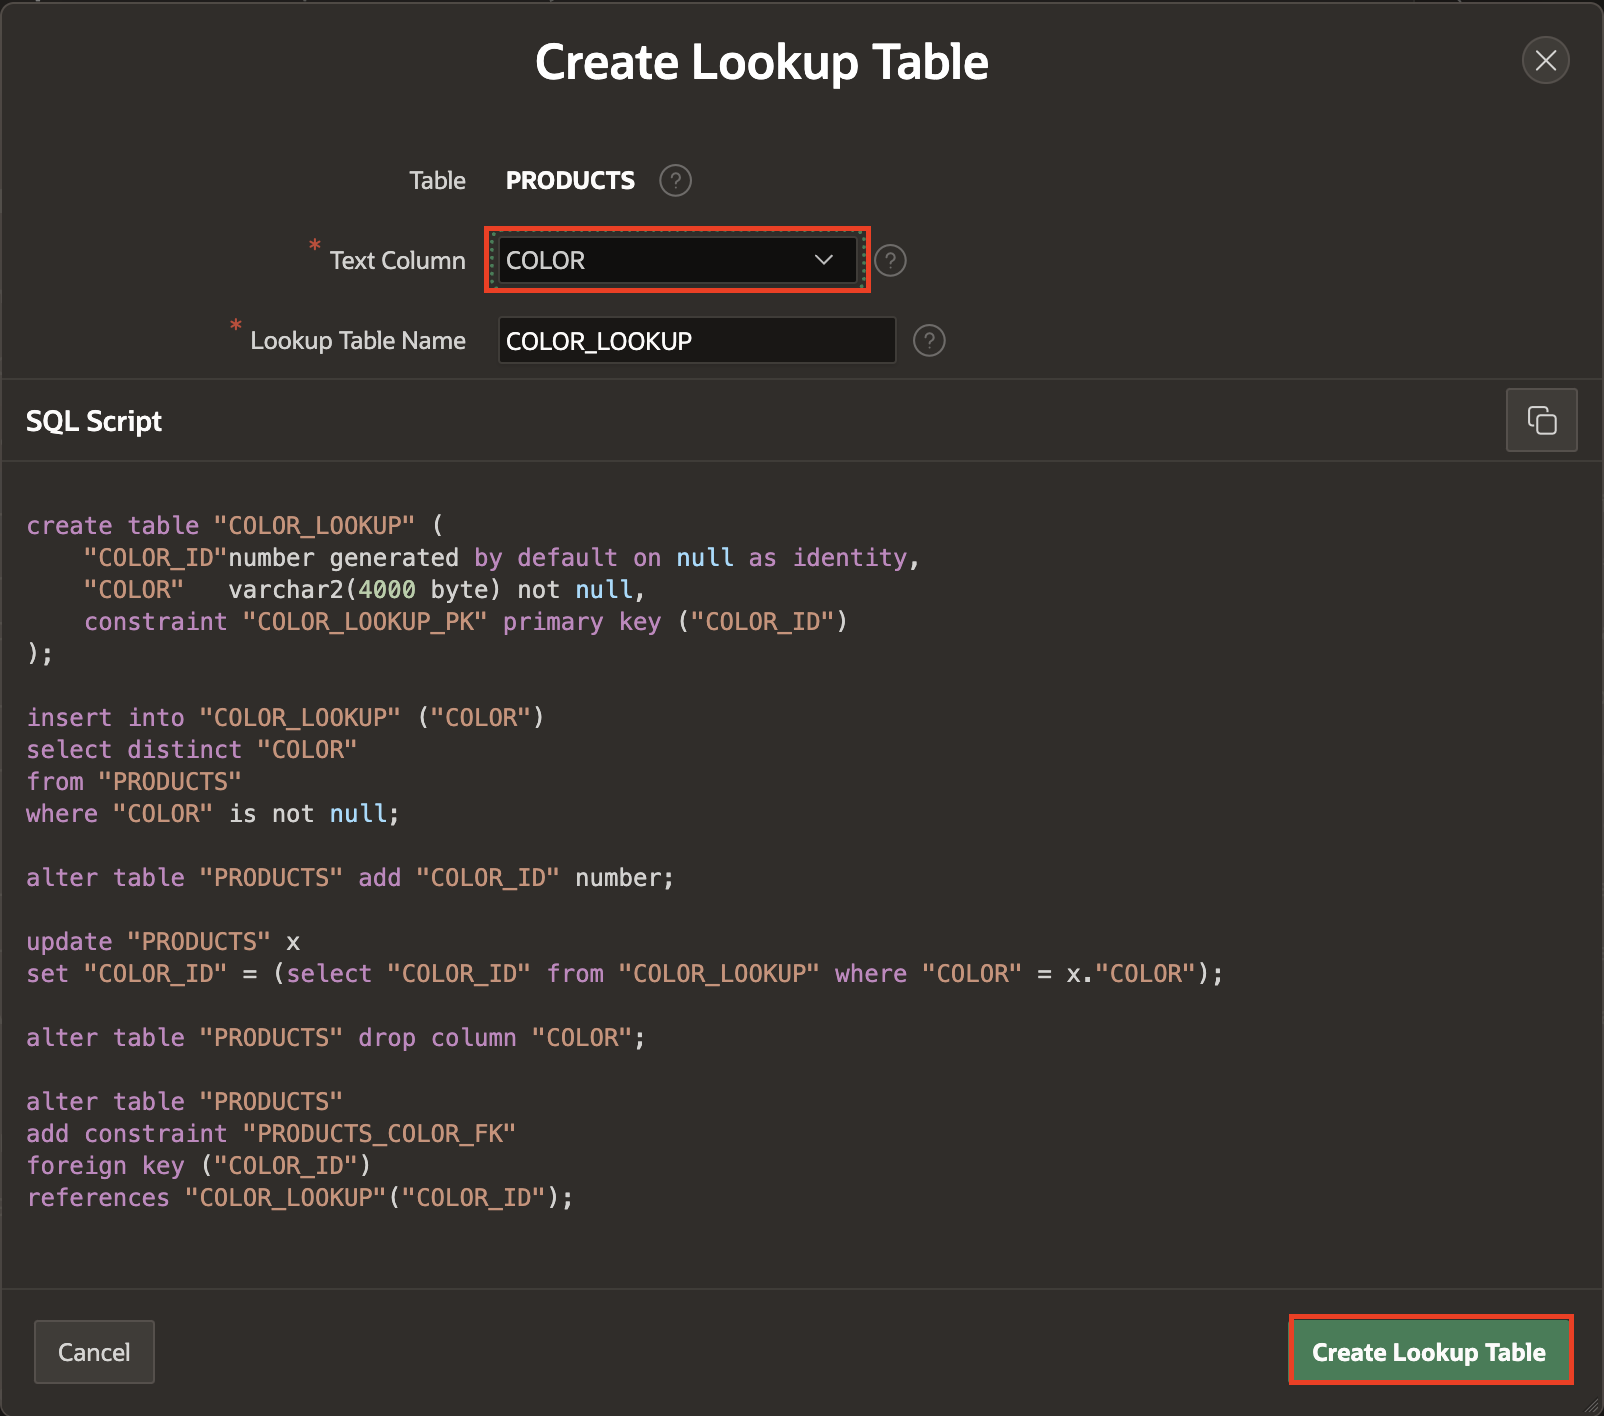 Create Lookup Table
Table PRODUCTS ?
* Text Column COLOR ?
* Lookup Table Name COLOR_LOOKUP ?
SQL Script
create table "COLOR_LOOKUP" (
    "COLOR_ID"number generated by default on null as identity,
    "COLOR"   varchar2(4000 byte) not null,
    constraint "COLOR_LOOKUP_PK" primary key ("COLOR_ID")
);
insert into "COLOR_LOOKUP" ("COLOR")
select distinct "COLOR"
from "PRODUCTS"
where "COLOR" is not null;
alter table "PRODUCTS" add "COLOR_ID" number;
update "PRODUCTS" x
set "COLOR_ID" = (select "COLOR_ID" from "COLOR_LOOKUP" where "COLOR" = x."COLOR");
alter table "PRODUCTS" drop column "COLOR";
alter table "PRODUCTS"
add constraint "PRODUCTS_COLOR_FK"
foreign key ("COLOR_ID")
references "COLOR_LOOKUP"("COLOR_ID");
Cancel Create Lookup Table